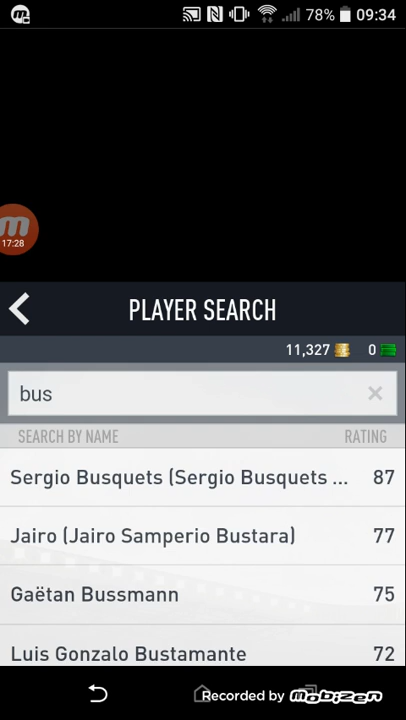 78% 09:34
17:28
PLAYER SEARCH
11,327 0
bus
SEARCH BY NAME RATING
Sergio Busquets (Sergio Busquets ... 87
Jairo (Jairo Samperio Bustara) 77
Gaëtan Bussmann 75
Luis Gonzalo Bustamante 72
Recorded by mobizen